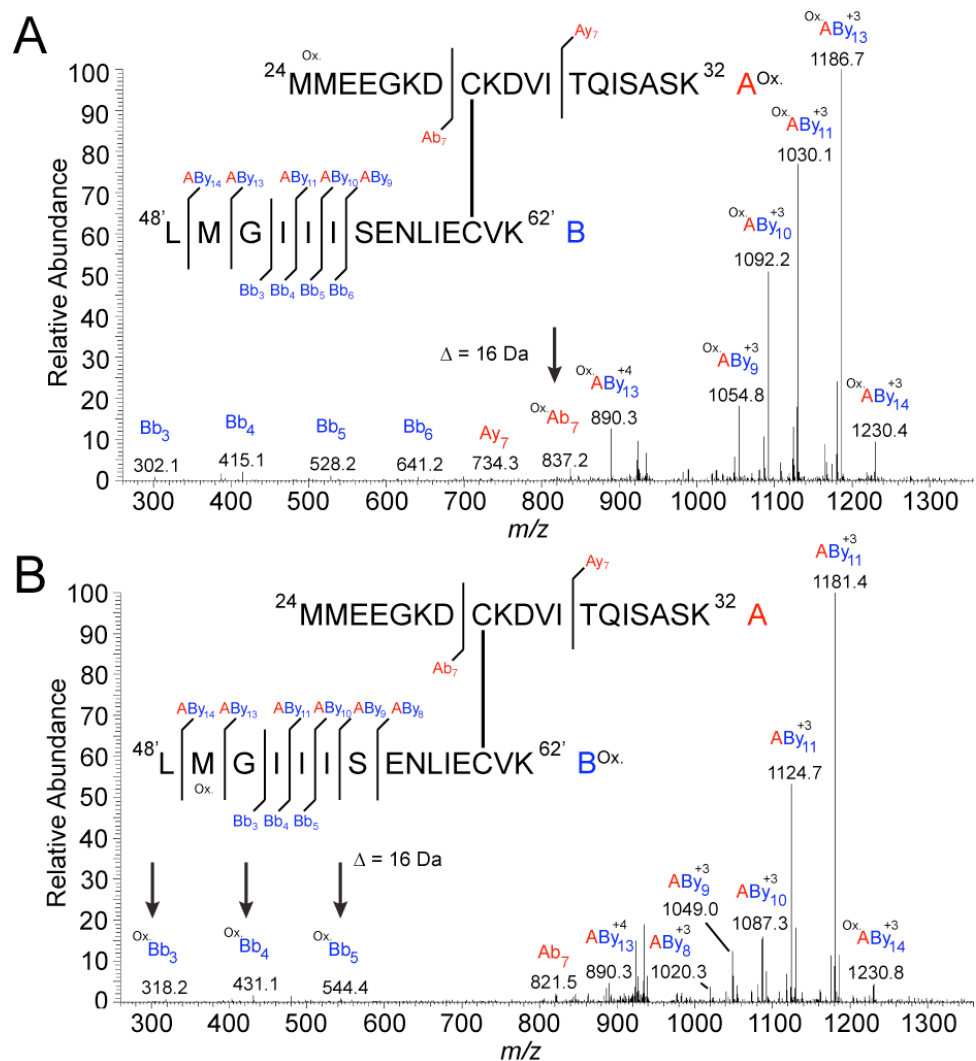 A
Ox. ABy13 +3
1186.7
Ox. Ay7
24 MMEEGKD CKDVI TQISASK 32 A Ox.
Ab7
Ox. ABy11 +3
1030.1
ABy14 ABy13 ABy11 ABy10 ABy9
48' L M G I I I SENLIECVK 62' B
Bb3 Bb4 Bb5 Bb6
Ox. ABy10 +3
1092.2
Δ = 16 Da
Ox. ABy9 +3
1054.8
Ox. ABy13 +4
890.3
Ox. ABy14 +3
1230.4
Bb3 Bb4 Bb5 Bb6 Ay7 Ox. Ab7
302.1 415.1 528.2 641.2 734.3 837.2
Relative Abundance
100
90
80
70
60
50
40
30
20
10
0
300 400 500 600 700 800 900 1000 1100 1200 1300
m/z
B
ABy11 +3
1181.4
Ay7
24 MMEEGKD CKDVI TQISASK 32 A
Ab7
ABy14 ABy13 ABy11 ABy10 ABy9 ABy8
48' L M G I I I S ENLIECVK 62' B Ox.
Ox.
Bb3 Bb4 Bb5
ABy11 +3
1124.7
Δ = 16 Da
ABy9 +3
1049.0
ABy10 +3
1087.3
Ox. Bb3 Ox. Bb4 Ox. Bb5
318.2 431.1 544.4
Ab7
821.5
ABy13 +4
890.3
ABy8 +3
1020.3
Ox. ABy14 +3
1230.8
Relative Abundance
100
90
80
70
60
50
40
30
20
10
0
300 400 500 600 700 800 900 1000 1100 1200 1300
m/z